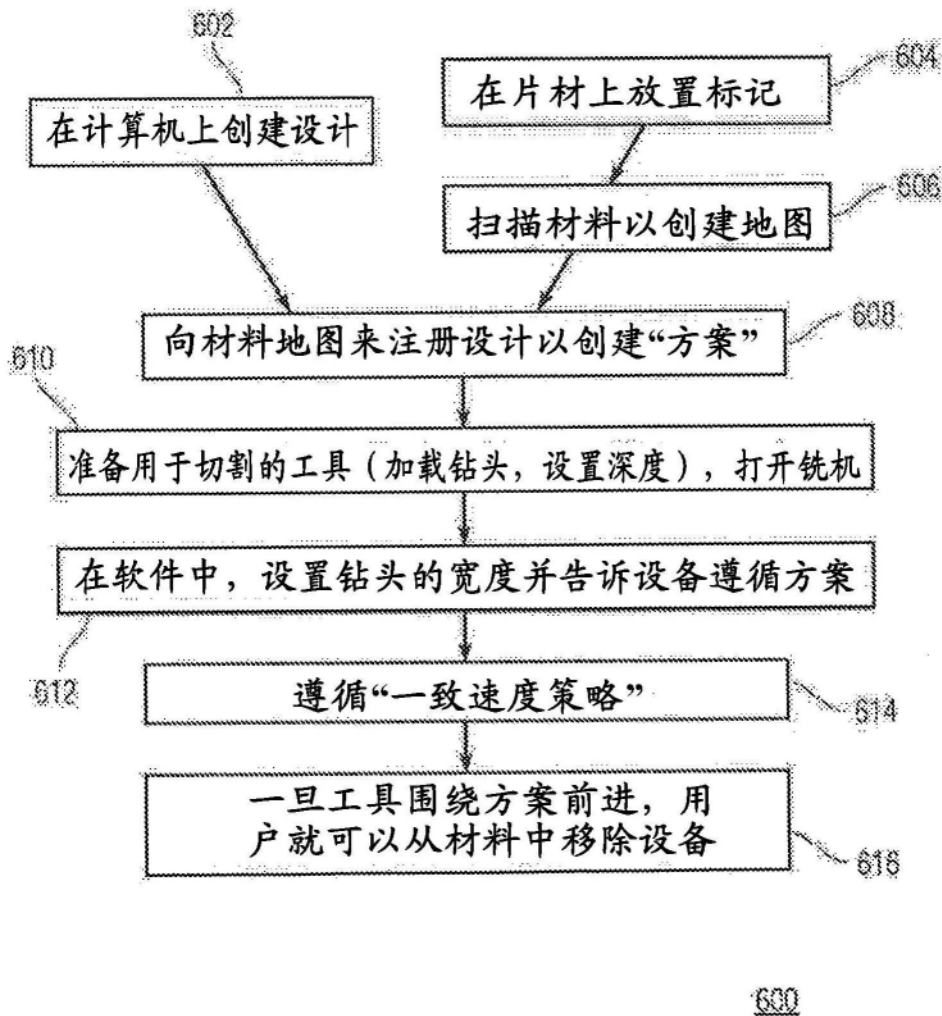 602
604
在片材上放置标记
在计算机上创建设计
606
扫描材料以创建地图
608
向材料地图来注册设计以创建“方案”
610
准备用于切割的工具（加载钻头，设置深度），打开铣机
在软件中，设置钻头的宽度并告诉设备遵循方案
612
遵循“一致速度策略”
614
一旦工具围绕方案前进，用
户就可以从材料中移除设备
616
600